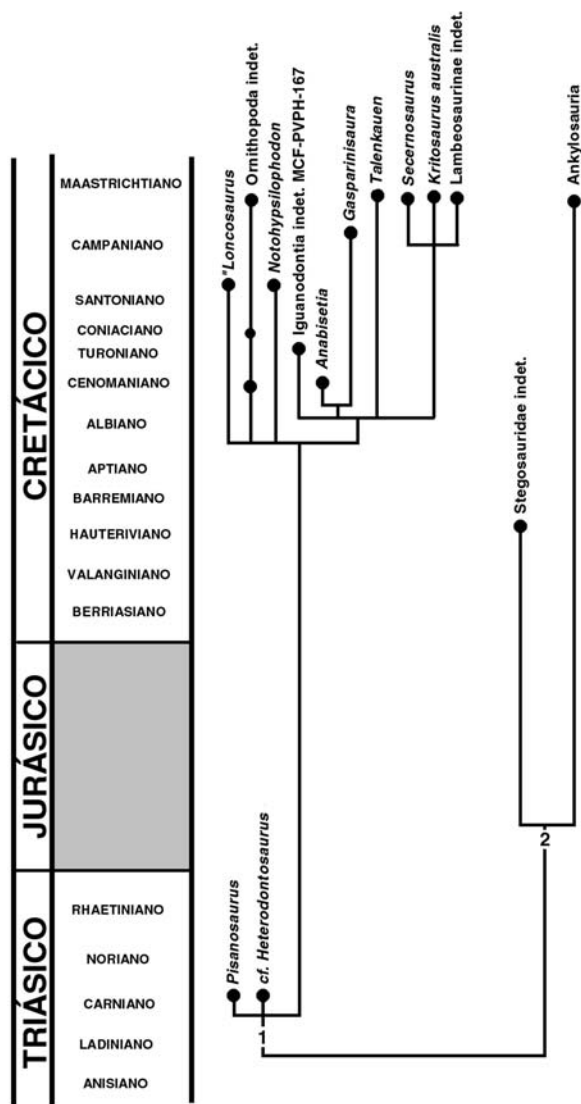 CRETÁCICO
MAASTRICHTIANO
CAMPANIANO
SANTONIANO
CONIACIANO
TURONIANO
CENOMANIANO
ALBIANO
APTIANO
BARREMIANO
HAUTERIVIANO
VALANGINIANO
BERRIASIANO
JURÁSICO
TRIÁSICO
RHAETINIANO
NORIANO
CARNIANO
LADINIANO
ANISIANO
"Loncosaurus
Ornithopoda indet.
Notohypsilophodon
Iguanodontia indet. MCF-PVPH-167
Anabisetia
Gasparinisaura
Talenkauen
Secernosaurus
Kritosaurus australis
Lambeosaurinae indet.
Stegosauridae indet.
Ankylosauria
Pisanosaurus
cf. Heterodontosaurus
1
2